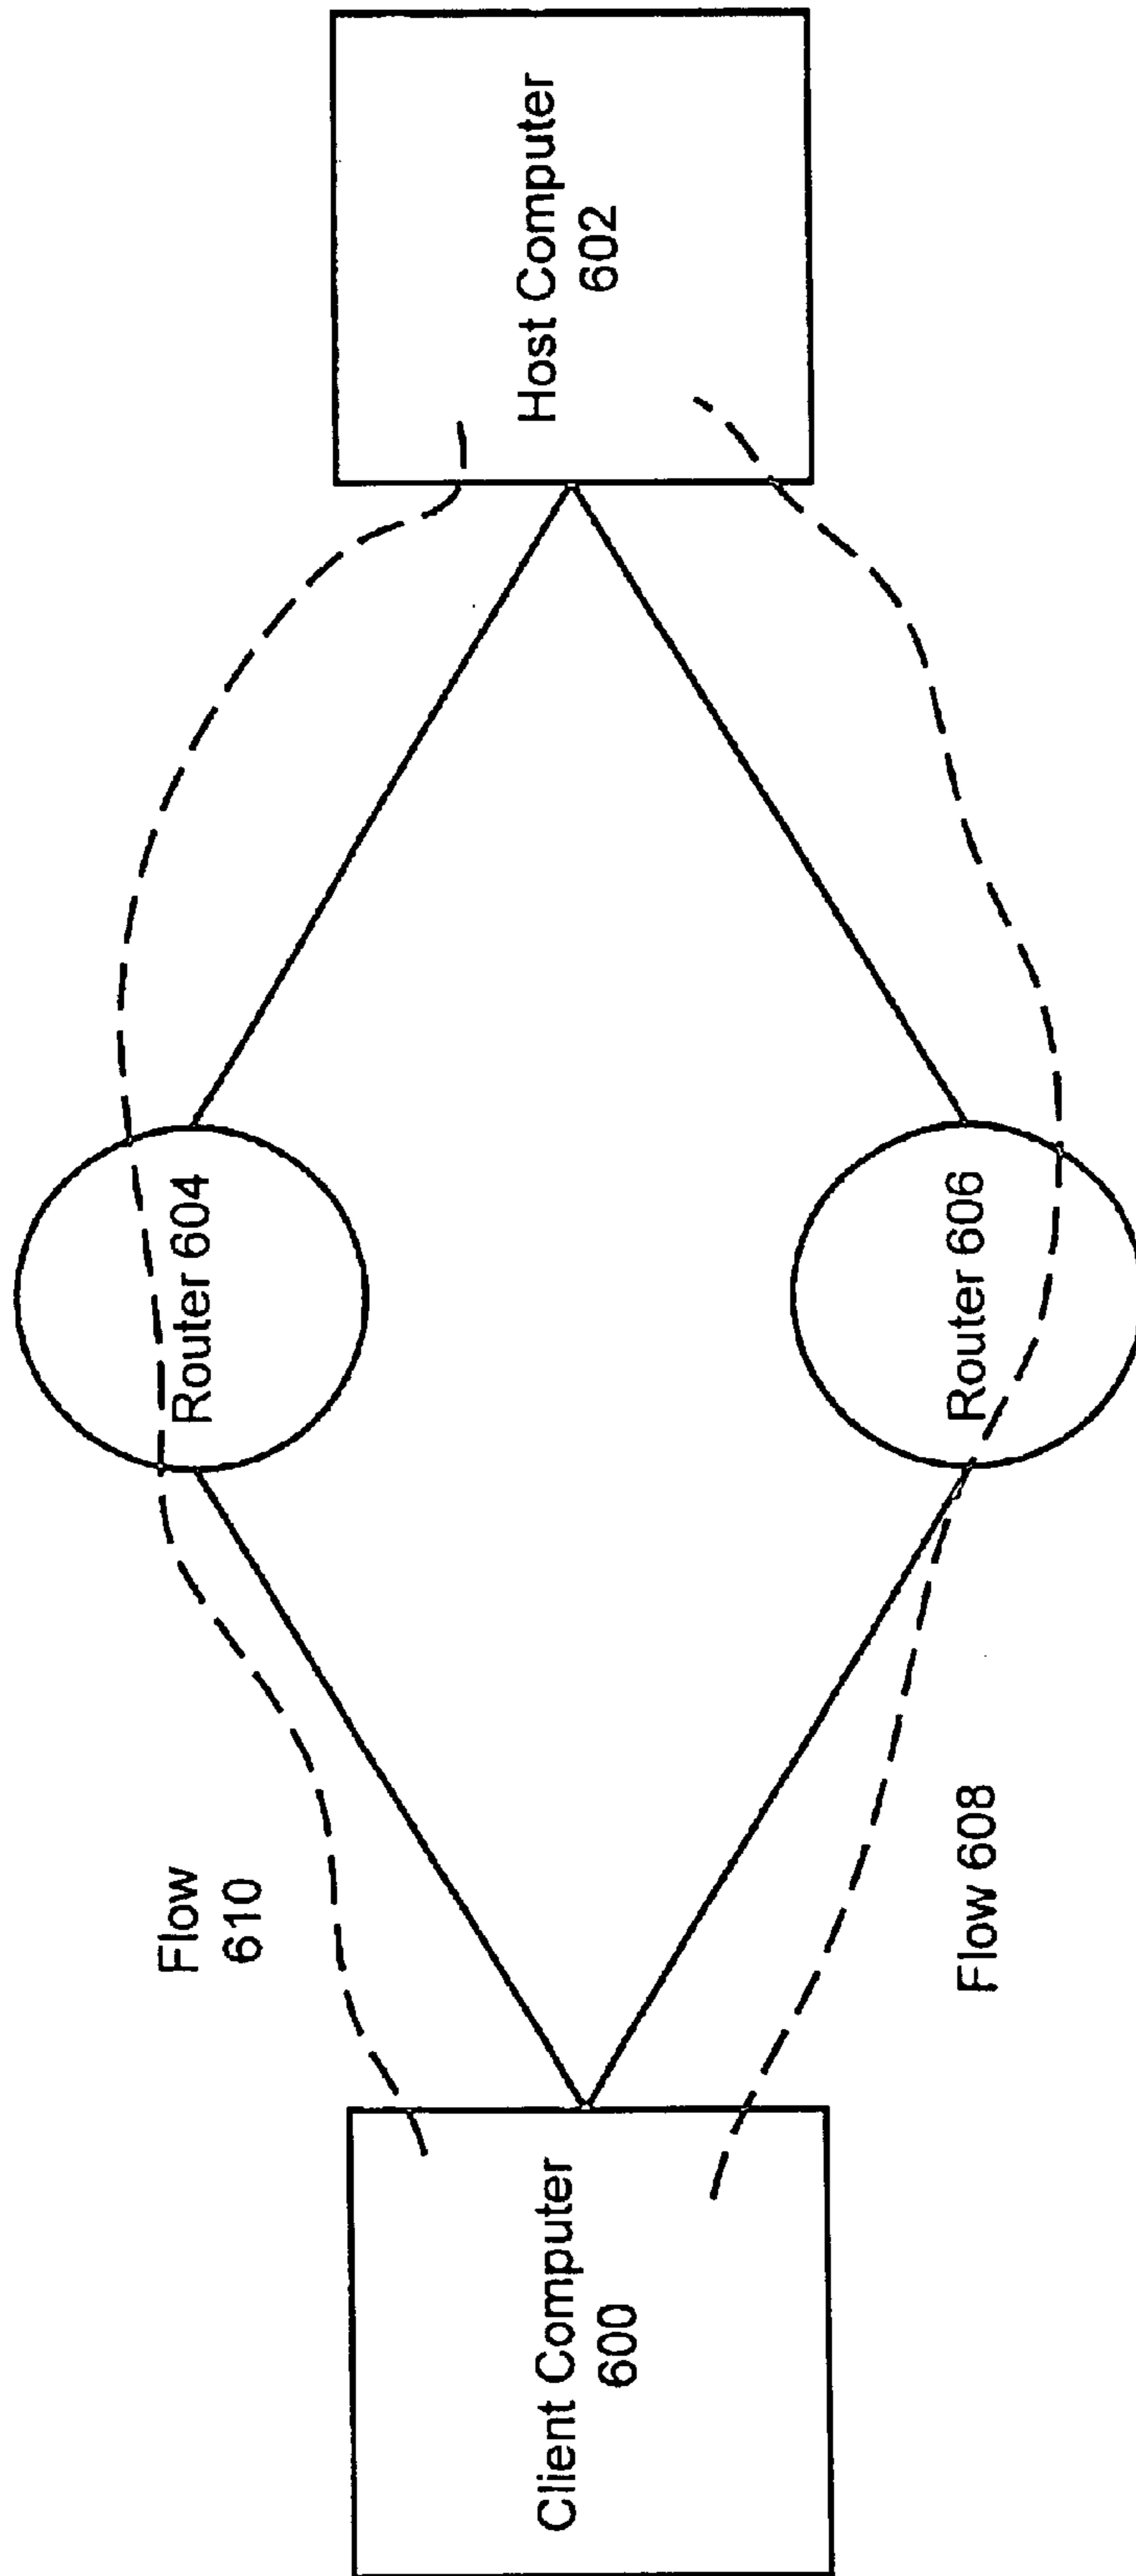 Flow
610
Router 604
Client Computer
600
Host Computer
602
Router 606
Flow 608